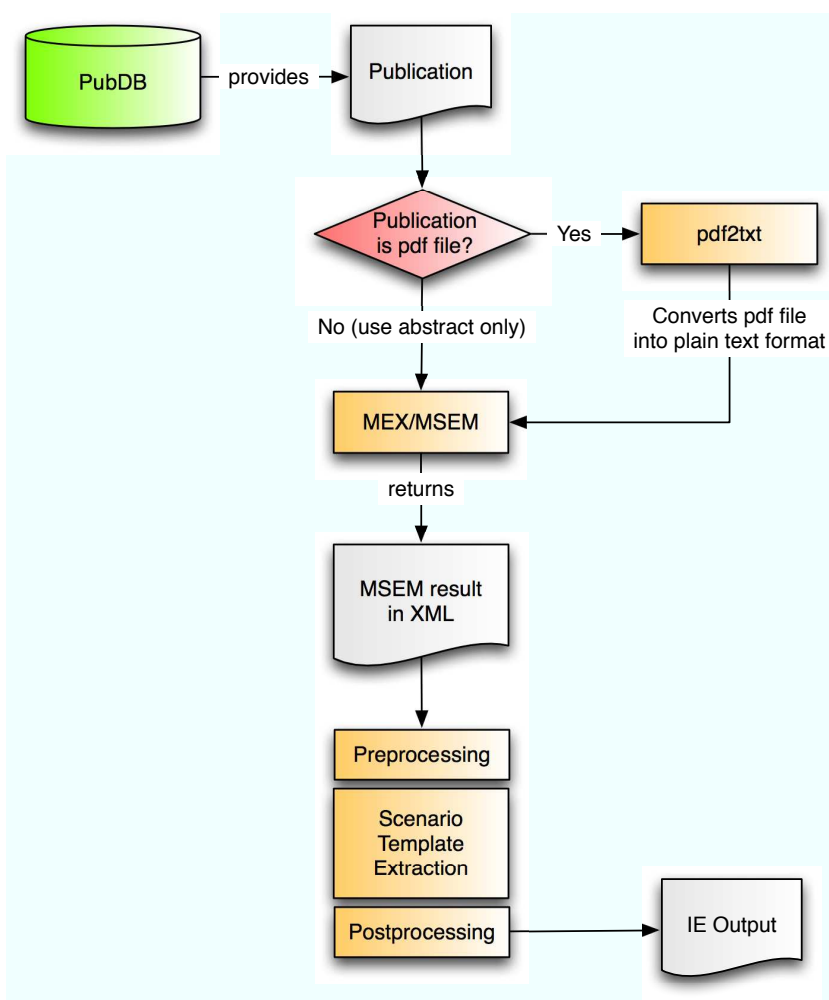 PubDB
provides
Publication
Publication
is pdf file?
Yes
pdf2txt
No (use abstract only)
Converts pdf file
into plain text format
MEX/MSEM
returns
MSEM result
in XML
Preprocessing
Scenario
Template
Extraction
Postprocessing
IE Output